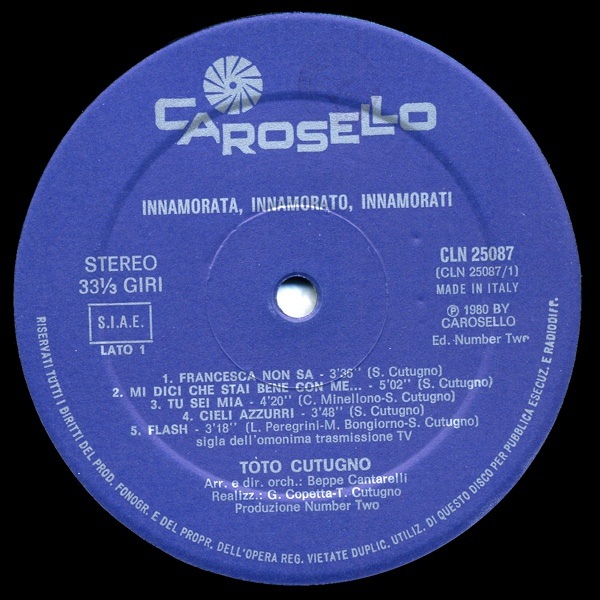 CAROSELLO
INNAMORATA, INNAMORATO, INNAMORATI
STEREO
33⅓ GIRI
S.I.A.E.
LATO 1
CLN 25087
(CLN 25087/1)
MADE IN ITALY
℗ 1980 BY
CAROSELLO
Ed. Number Two
1. FRANCESCA NON SA - 3'36" (S. Cutugno)
2. MI DICI CHE STAI BENE CON ME... - 5'02" (S. Cutugno)
3. TU SEI MIA - 4'20" (C. Minellono-S. Cutugno)
4. CIELI AZZURRI - 3'48" (S. Cutugno)
5. FLASH - 3'18" (L. Peregrini-M. Bongiorno-S. Cutugno)
sigla dell'omonima trasmissione TV
TOTO CUTUGNO
Arr. e dir. orch.: Beppe Cantarelli
Realizz.: G. Copetta-T. Cutugno
Produzione Number Two
RISERVATI TUTTI I DIRITTI DEL PROD. FONOGR. E DEL PROPR. DELL'OPERA REG. VIETATE DUPLIC. UTILIZ. DI QUESTO DISCO PER PUBBLICA ESECUZ. E RADIODIFF.